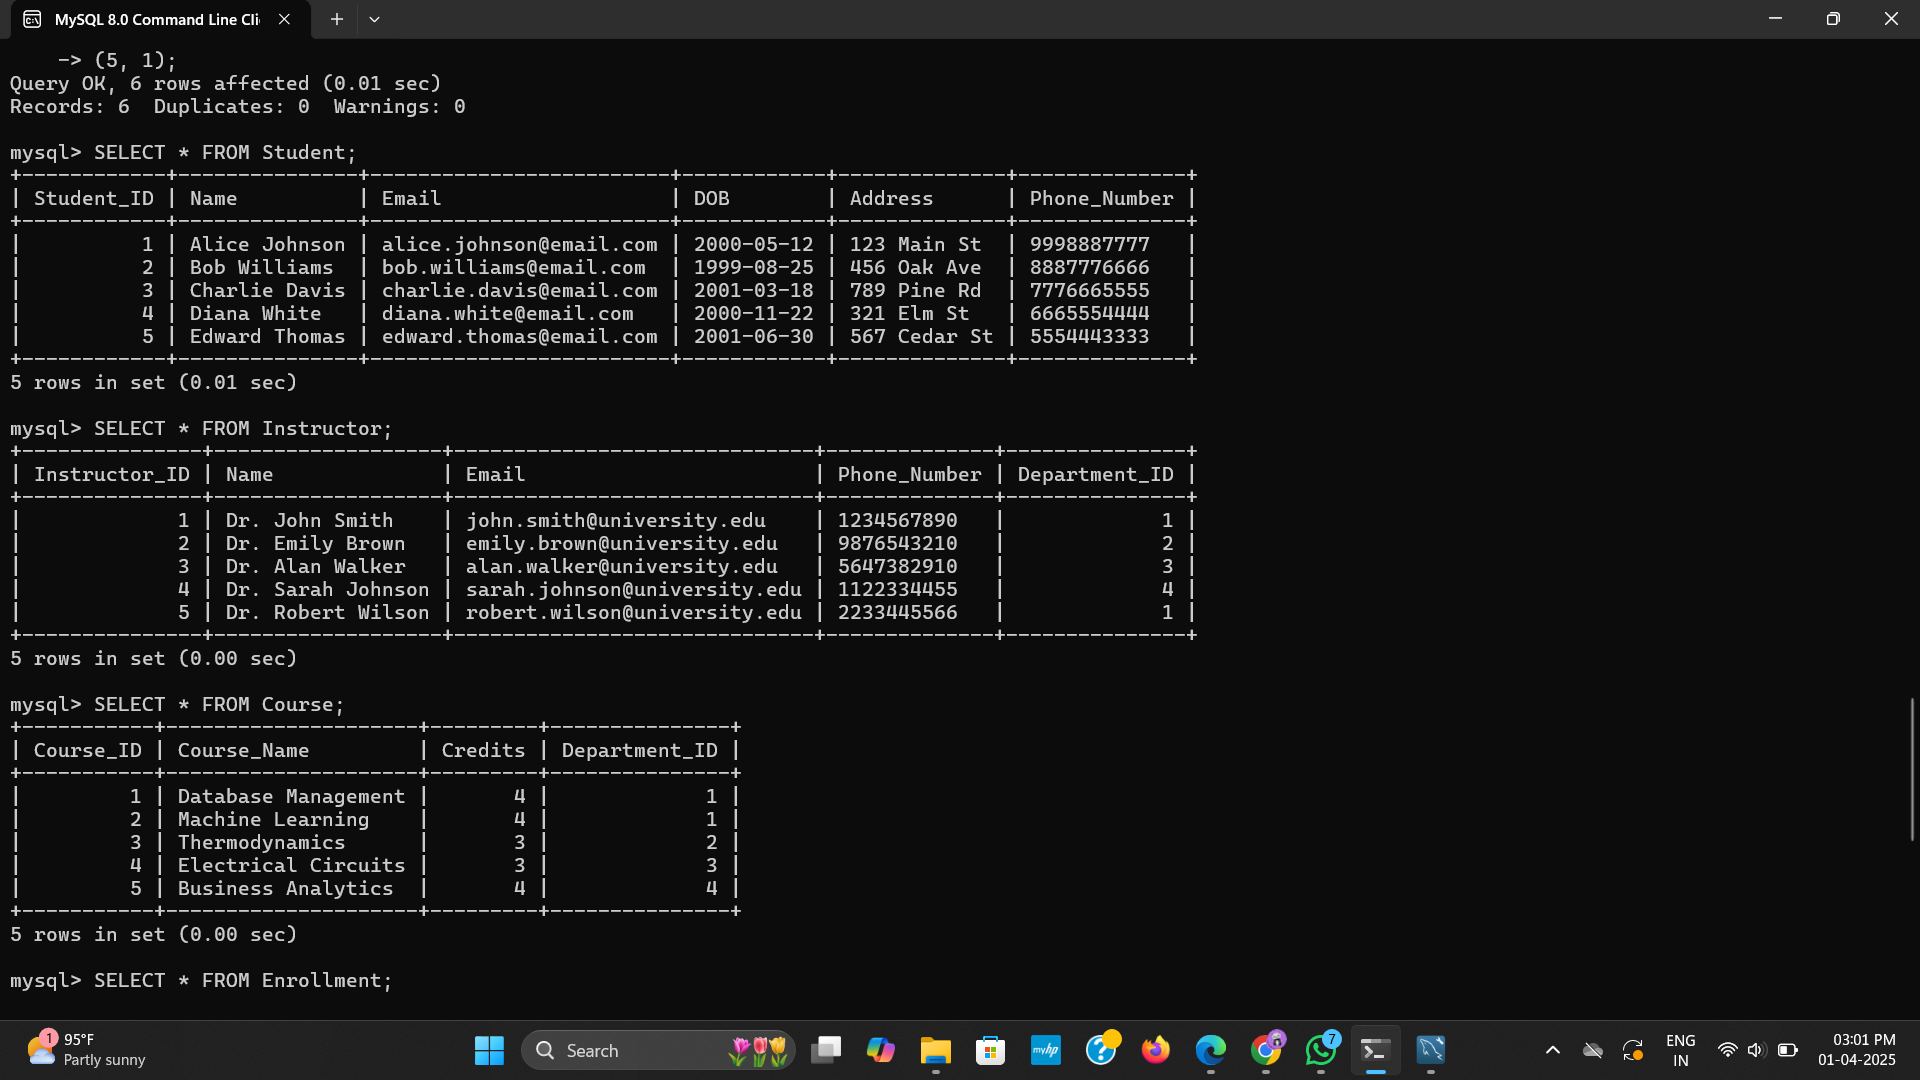 MySQL 8.0 Command Line Cli
-> (5, 1);
Query OK, 6 rows affected (0.01 sec)
Records: 6  Duplicates: 0  Warnings: 0
mysql> SELECT * FROM Student;
+------------+----------------+--------------------------+------------+---------------+--------------+
| Student_ID | Name           | Email                   | DOB        | Address      | Phone_Number |
+------------+----------------+--------------------------+------------+---------------+--------------+
| 1 | Alice Johnson | alice.johnson@email.com | 2000-05-12 | 123 Main St | 9998887777 |
| 2 | Bob Williams | bob.williams@email.com | 1999-08-25 | 456 Oak Ave | 8887776666 |
| 3 | Charlie Davis | charlie.davis@email.com | 2001-03-18 | 789 Pine Rd | 7776665555 |
| 4 | Diana White | diana.white@email.com | 2000-11-22 | 321 Elm St | 6665554444 |
| 5 | Edward Thomas | edward.thomas@email.com | 2001-06-30 | 567 Cedar St | 5554443333 |
+------------+----------------+--------------------------+------------+---------------+--------------+
5 rows in set (0.01 sec)
mysql> SELECT * FROM Instructor;
+---------------+-------------------+------------------------------+--------------+---------------+
| Instructor_ID | Name | Email | Phone_Number | Department_ID |
+---------------+-------------------+------------------------------+--------------+---------------+
| 1 | Dr. John Smith | john.smith@university.edu | 1234567890 | 1 |
| 2 | Dr. Emily Brown | emily.brown@university.edu | 9876543210 | 2 |
| 3 | Dr. Alan Walker | alan.walker@university.edu | 5647382910 | 3 |
| 4 | Dr. Sarah Johnson | sarah.johnson@university.edu | 1122334455 | 4 |
| 5 | Dr. Robert Wilson | robert.wilson@university.edu | 2233445566 | 1 |
+---------------+-------------------+------------------------------+--------------+---------------+
5 rows in set (0.00 sec)
mysql> SELECT * FROM Course;
+-----------+---------------------+---------+---------------+
| Course_ID | Course_Name | Credits | Department_ID |
+-----------+---------------------+---------+---------------+
| 1 | Database Management | 4 | 1 |
| 2 | Machine Learning | 4 | 1 |
| 3 | Thermodynamics | 3 | 2 |
| 4 | Electrical Circuits | 3 | 3 |
| 5 | Business Analytics | 4 | 4 |
+-----------+---------------------+---------+---------------+
5 rows in set (0.00 sec)
mysql> SELECT * FROM Enrollment;
1
95°F
Partly sunny
Search
myhp
7
ENG
IN
03:01 PM
01-04-2025